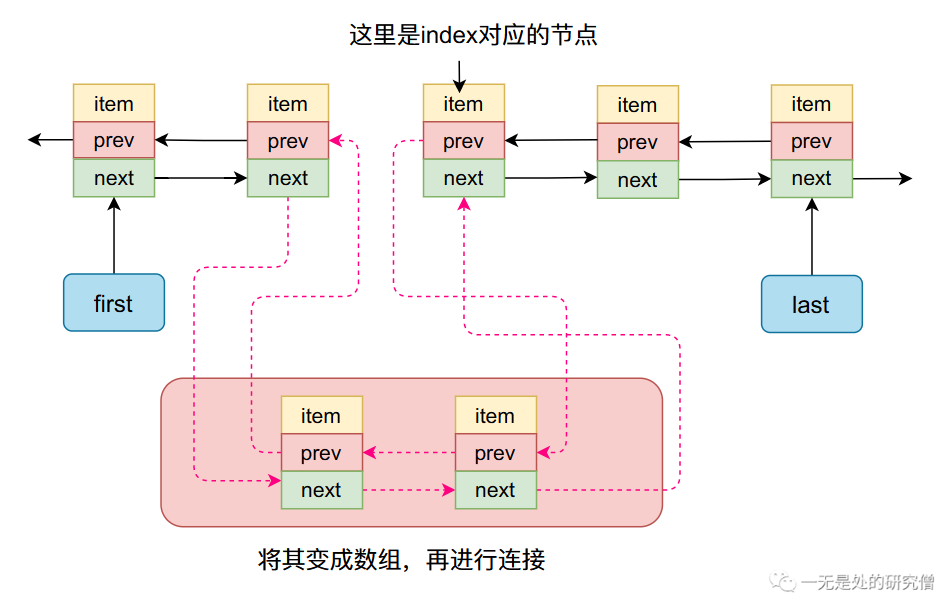 这里是index对应的节点
item item item item item
prev prev prev prev prev
next next next next next
first last
item item
prev prev
next next
将其变成数组，再进行连接
一无是处的研究僧